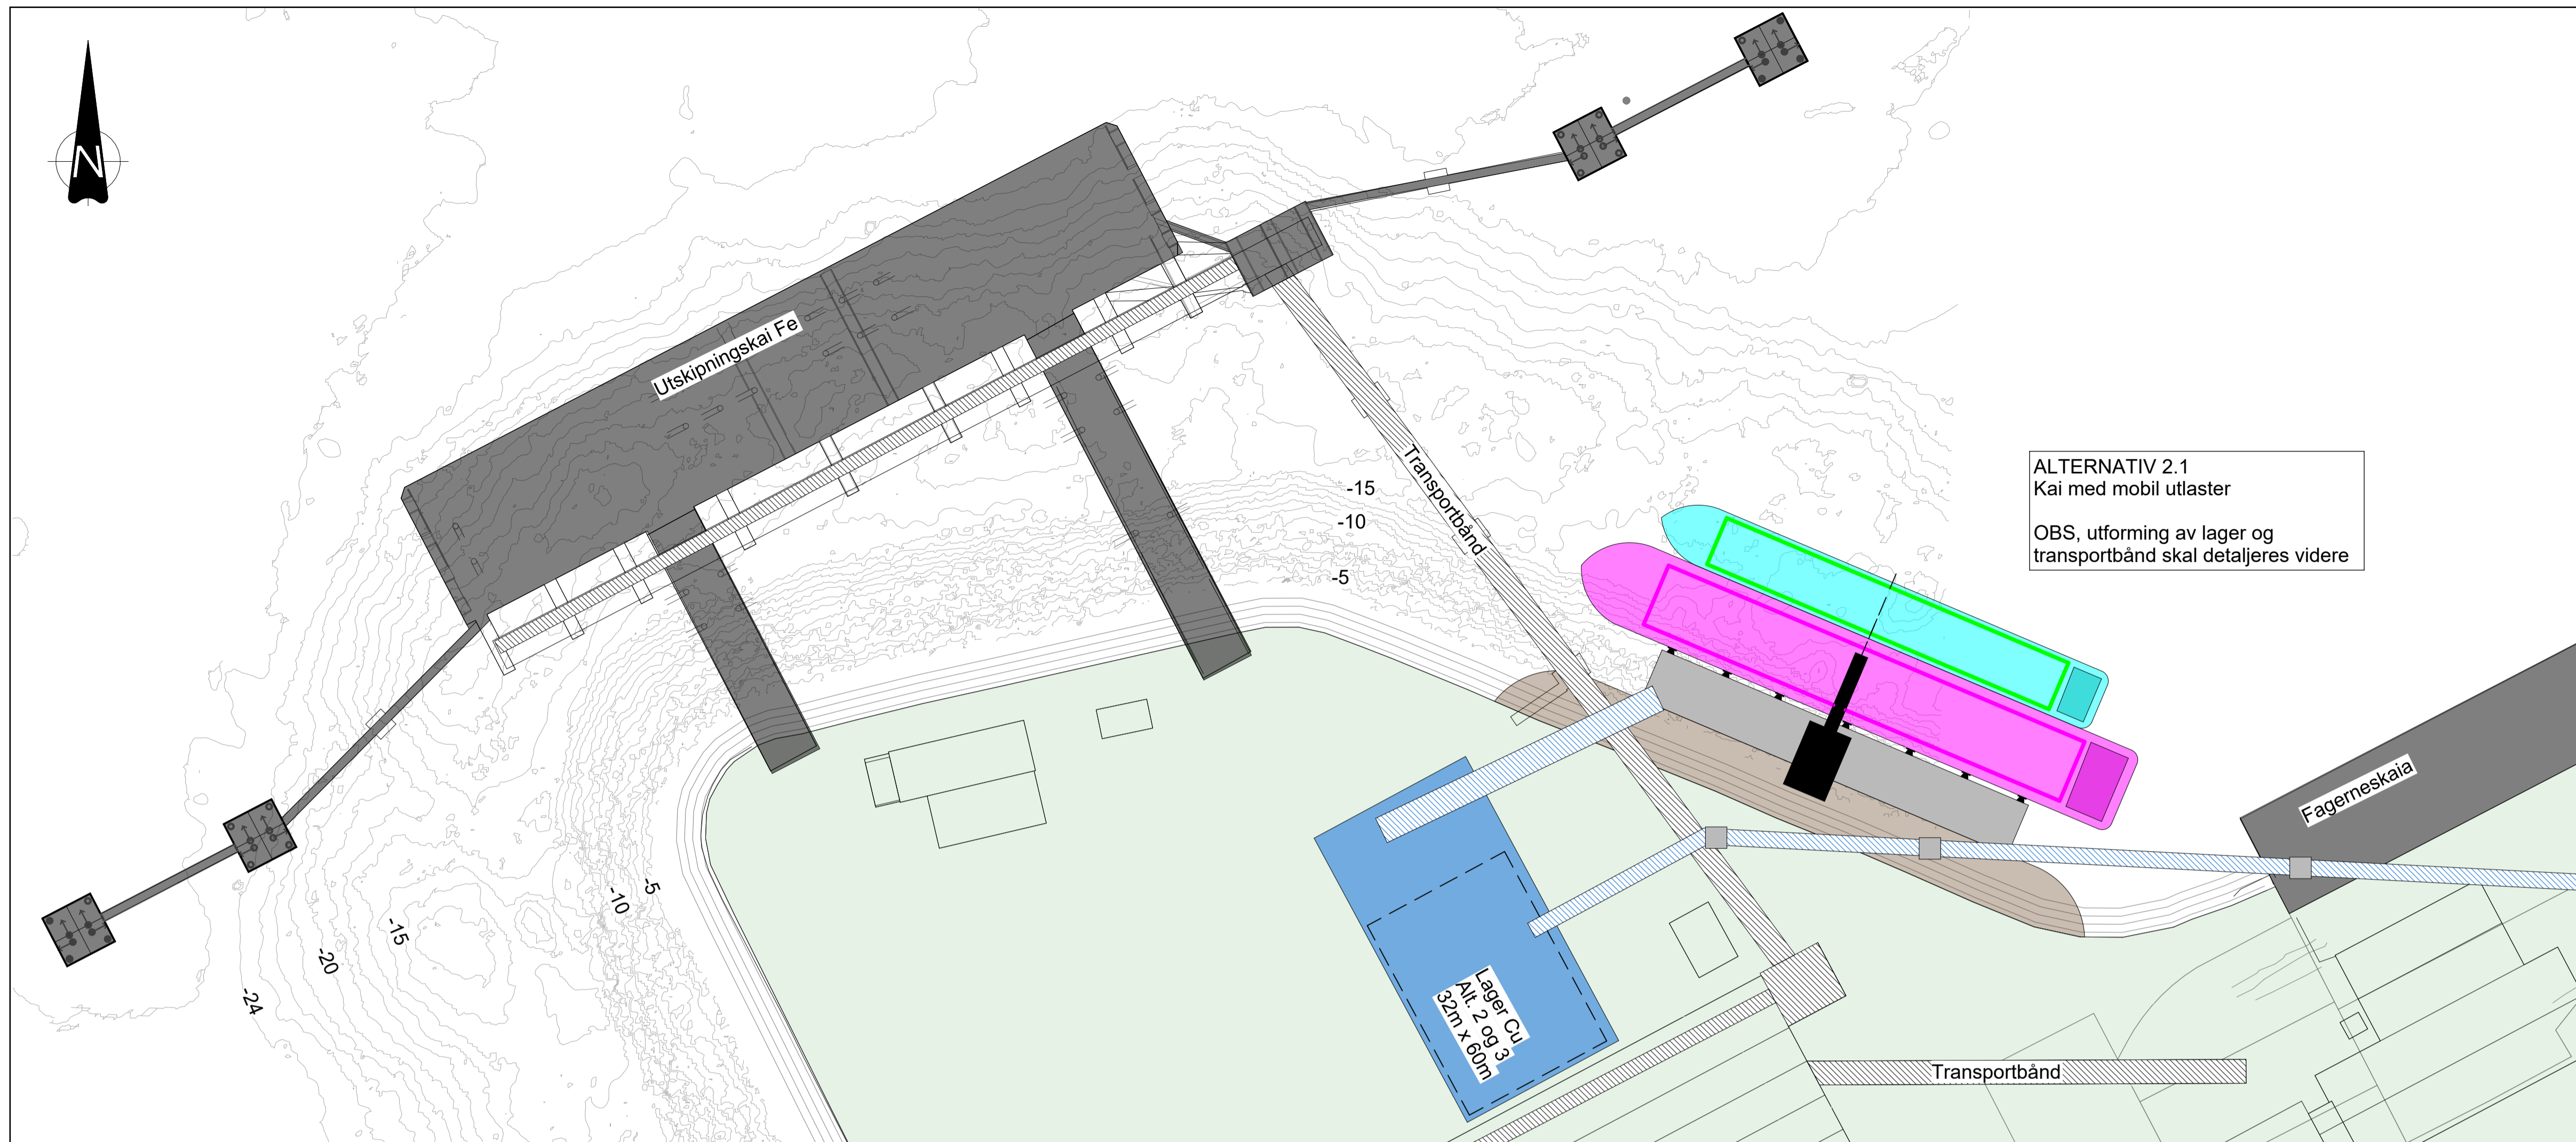 N
Utskipningskai Fe
-15
-10
-5
Transportbånd
ALTERNATIV 2.1
Kai med mobil utlaster
OBS, utforming av lager og
transportbånd skal detaljeres videre
Fagerneskaia
-5
-10
-15
-20
-24
Lager Cu
Alt. 2 og 3
32m x 60m
Transportbånd